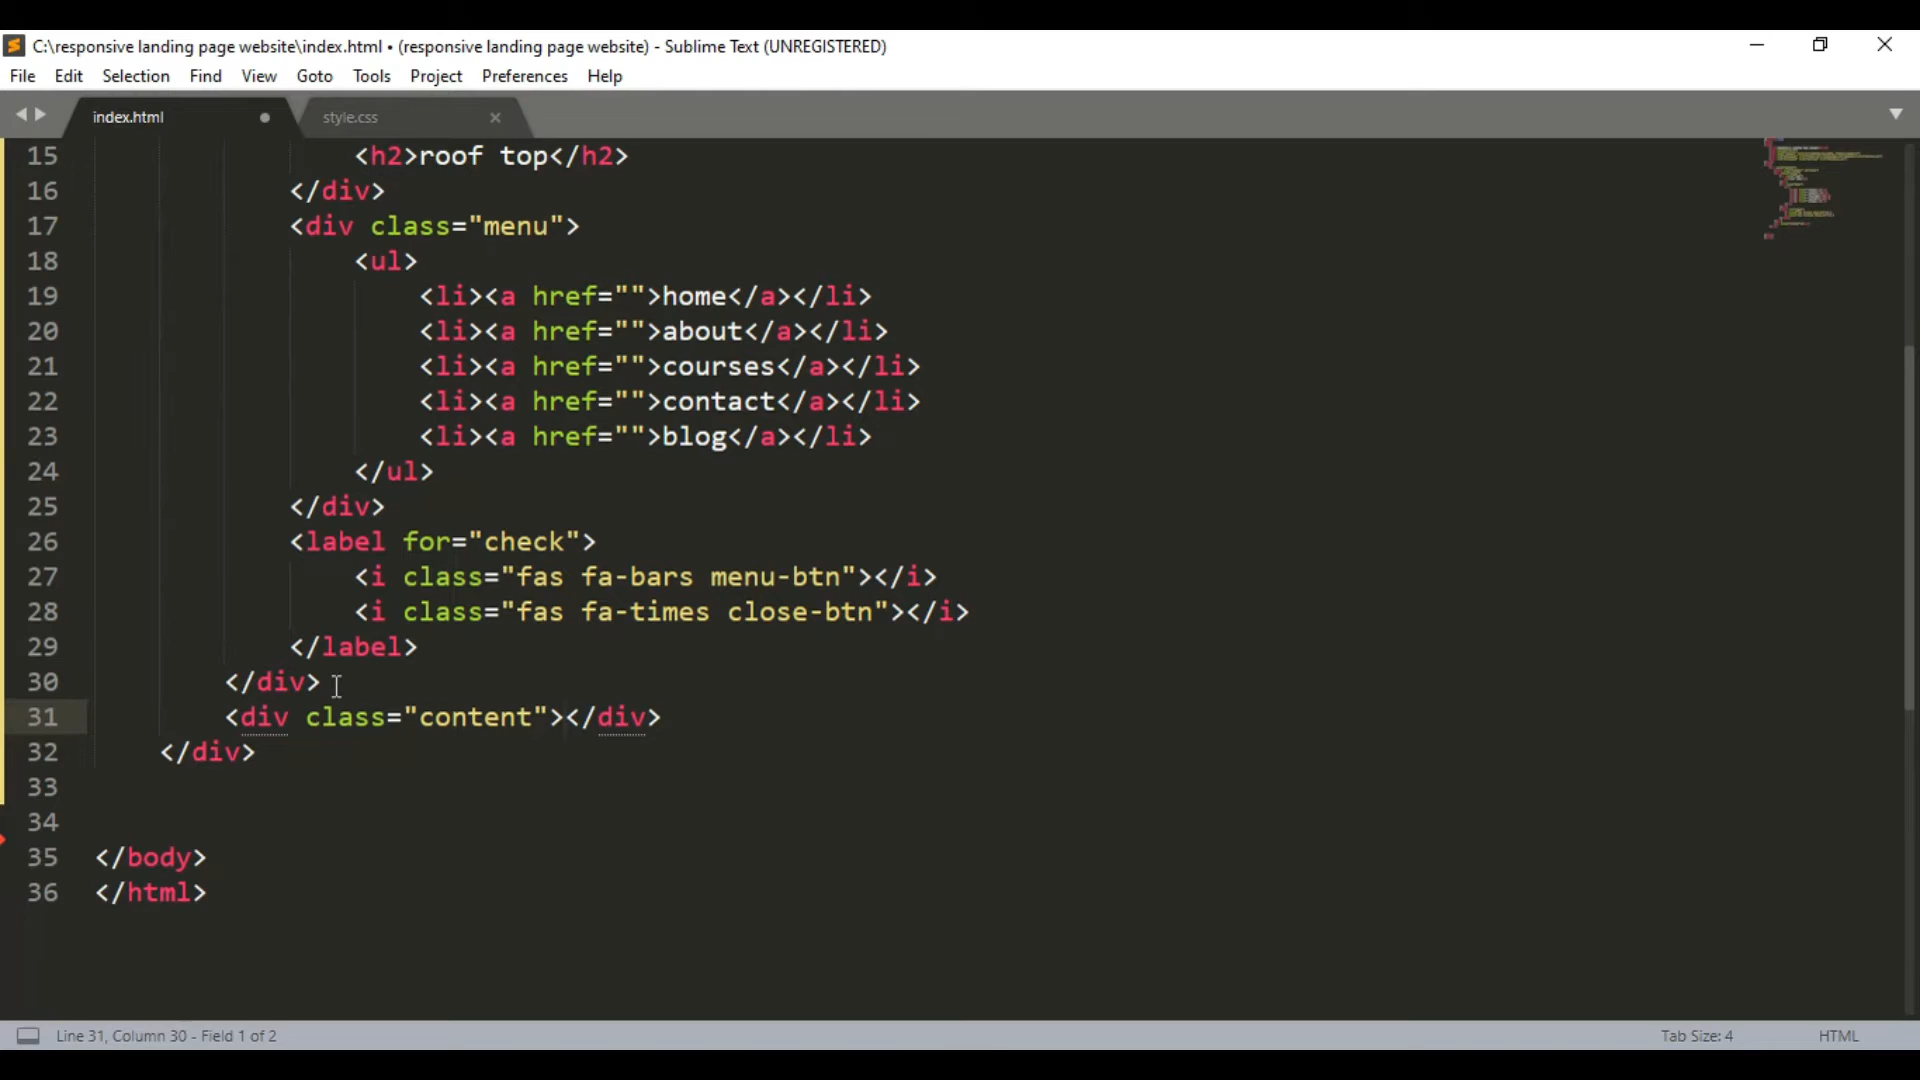 C:\responsive landing page website\index.html • (responsive landing page website) - Sublime Text (UNREGISTERED)
File Edit Selection Find View Goto Tools Project Preferences Help
index.html style.css
15 <h2>roof top</h2>
16 </div>
17 <div class="menu">
18 <ul>
19 <li><a href="">home</a></li>
20 <li><a href="">about</a></li>
21 <li><a href="">courses</a></li>
22 <li><a href="">contact</a></li>
23 <li><a href="">blog</a></li>
24 </ul>
25 </div>
26 <label for="check">
27 <i class="fas fa-bars menu-btn"></i>
28 <i class="fas fa-times close-btn"></i>
29 </label>
30 </div>
31 <div class="content"></div>
32 </div>
33
34
35 </body>
36 </html>
Line 31, Column 30 - Field 1 of 2 Tab Size: 4 HTML